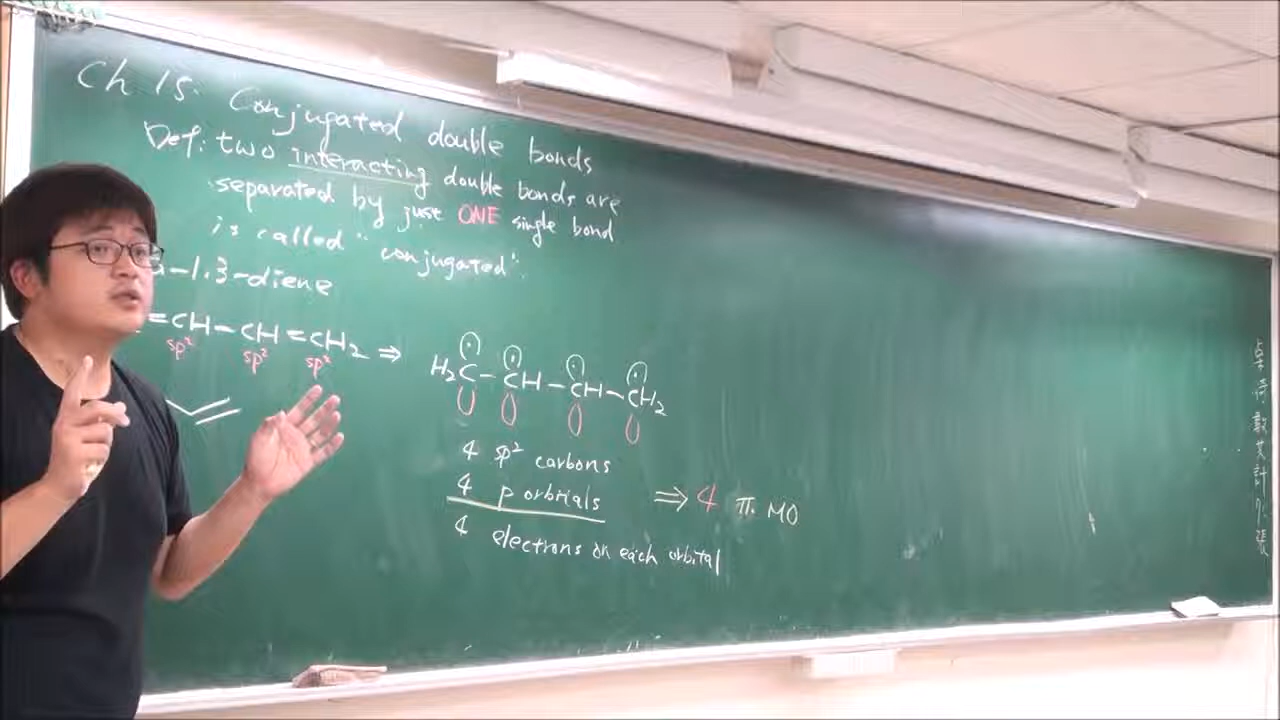 Ch 15. Conjugated double bonds
Def: two interacting double bonds are
separated by just ONE single bond
is called "conjugated".
-1.3-diene
=CH-CH=CH2 ⇒
sp² sp² sp²
H2C-CH-CH-CH2
4 sp² carbons
4 p orbrials ⇒ 4 π MO
4 electrons on each orbital